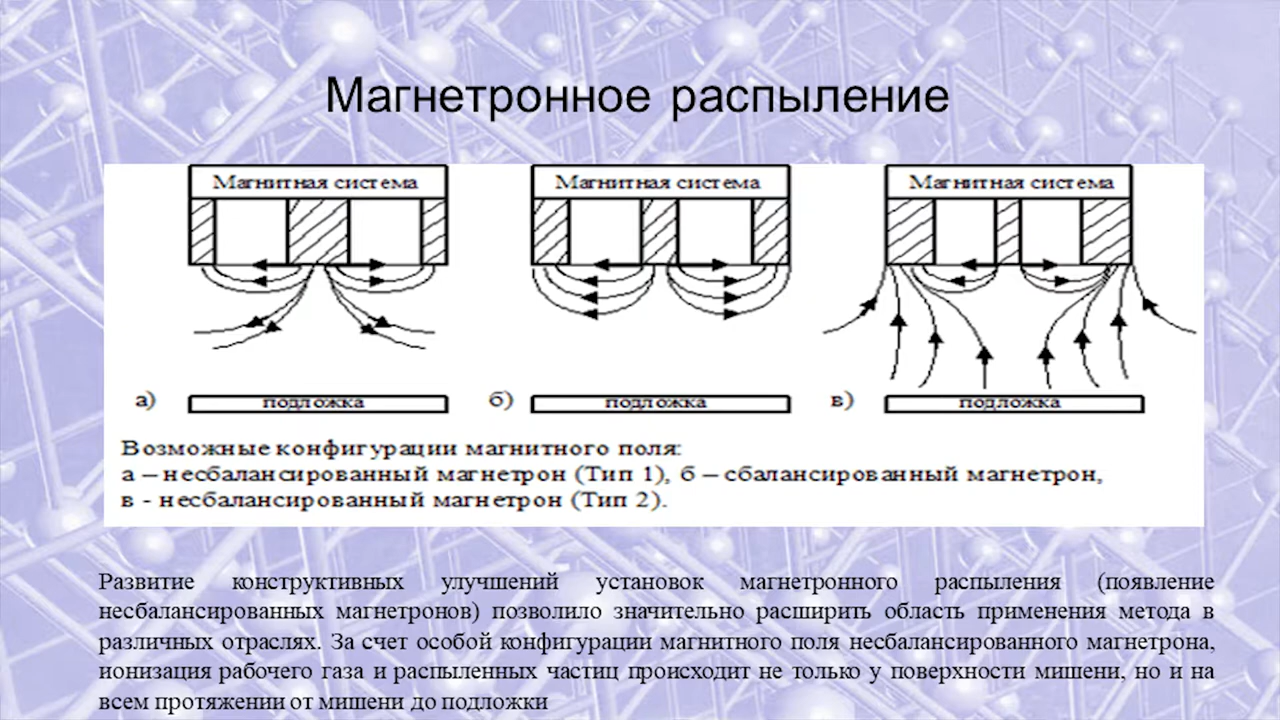 Магнетронное распыление
Магнитная система
Магнитная система
Магнитная система
а)
подложка
б)
подложка
в)
подложка
Возможные конфигурации магнитного поля:
а – несбалансированный магнетрон (Тип 1), б – сбалансированный магнетрон,
в - несбалансированный магнетрон (Тип 2).
Развитие конструктивных улучшений установок магнетронного распыления (появление
несбалансированных магнетронов) позволило значительно расширить область применения метода в
различных отраслях. За счет особой конфигурации магнитного поля несбалансированного магнетрона,
ионизация рабочего газа и распыленных частиц происходит не только у поверхности мишени, но и на
всем протяжении от мишени до подложки